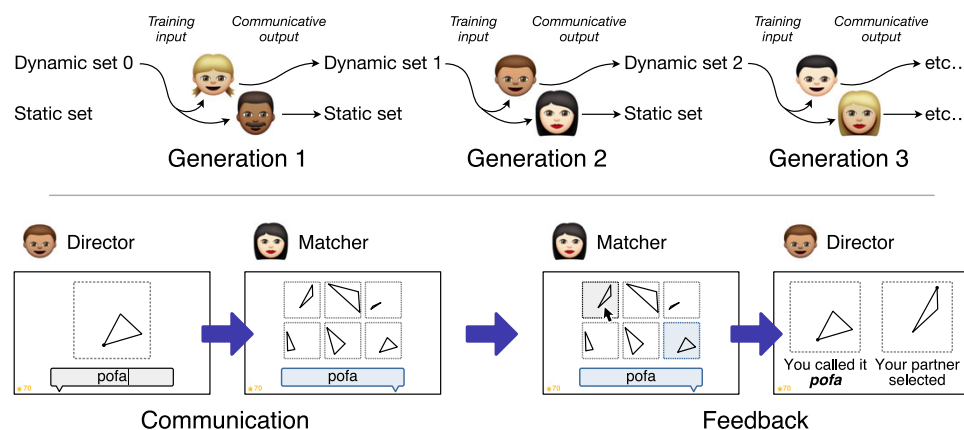 Training input
Communicative output
Training input
Communicative output
Training input
Communicative output
Dynamic set 0
Dynamic set 1
Dynamic set 2
etc...
Static set
Static set
Static set
etc...
Generation 1
Generation 2
Generation 3
Director
Matcher
Matcher
Director
pofa
pofa
pofa
You called it
pofa
Your partner
selected
★70
★70
★70
★70
Communication
Feedback